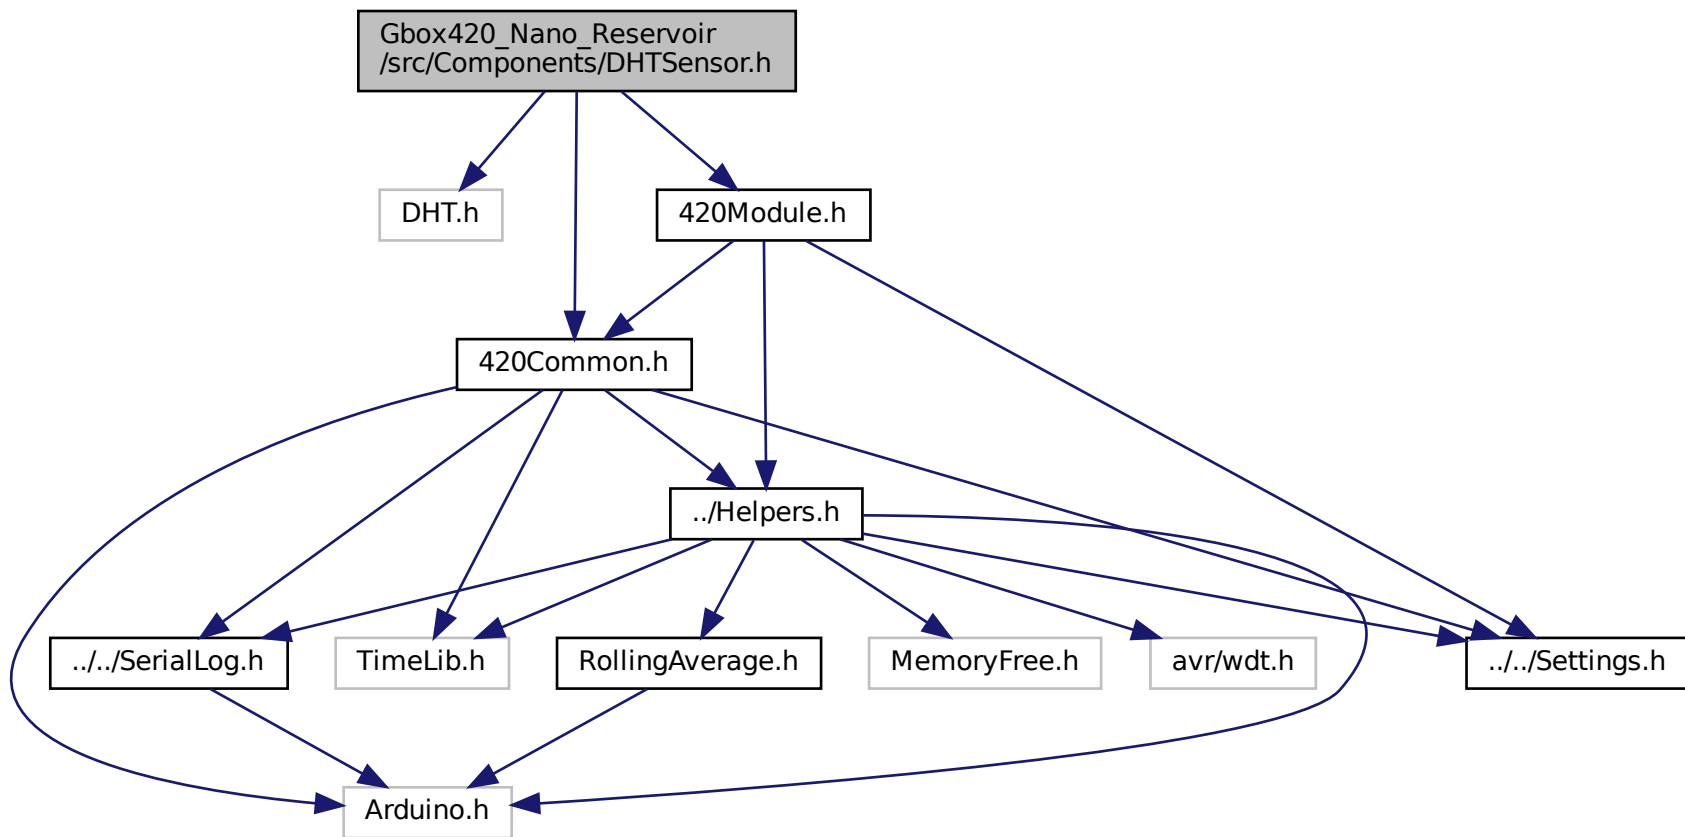 Gbox420_Nano_Reservoir
/src/Components/DHTSensor.h
DHT.h
420Module.h
420Common.h
../Helpers.h
../../SerialLog.h
TimeLib.h
RollingAverage.h
MemoryFree.h
avr/wdt.h
../../Settings.h
Arduino.h